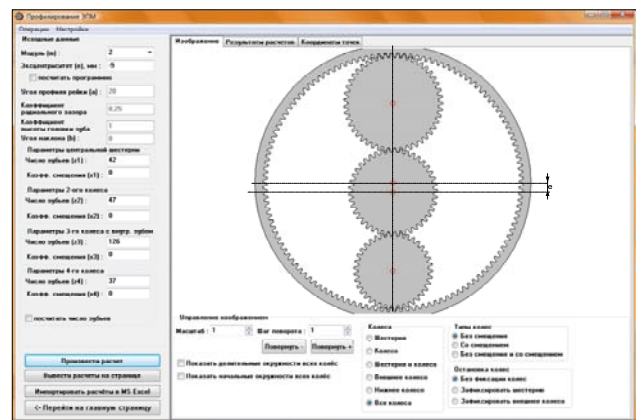 Профилирование ЭПМ
Операции Настройки
Исходные данные
Модуль (m) : 2
Эксцентриситет (e), мм : -5
посчитать программно
Угол профиля рейки (a) : 20
Коэффициент
радиального зазора 0,25
Коэффициент
высоты головки зуба 1
Угол наклона (b) : 0
Параметры центральной шестерни
Число зубьев (z1) : 42
Коэфф. смещения (x1) : 0
Параметры 2-ого колеса
Число зубьев (z2) : 47
Коэфф. смещения (x2) : 0
Параметры 3-го колеса с внутр. зубом
Число зубьев (z3) : 126
Коэфф. смещения (x3) : 0
Параметры 4-го колеса
Число зубьев (z4) : 37
Коэфф. смещения (x4) : 0
посчитать число зубьев
Произвести расчет
Вывести расчеты на страницу
Импортировать расчёты в MS Excel
<- Перейти на главную страницу
Изображение Результаты расчетов Координаты точек
e
Управление изображением
Масштаб : 1 Шаг поворота : 1
Повернуть - Повернуть +
Показать делительные окружности всех колёс
Показать начальные окружности всех колёс
Колеса
Шестерня
Колесо
Шестерня и колесо
Внешнее колесо
Нижнее колесо
Все колеса
Типы колес
Без смещения
Со смещением
Без смещения и со смещением
Остановка колес
Без фиксации колес
Зафиксировать шестерню
Зафиксировать внешнее колесо